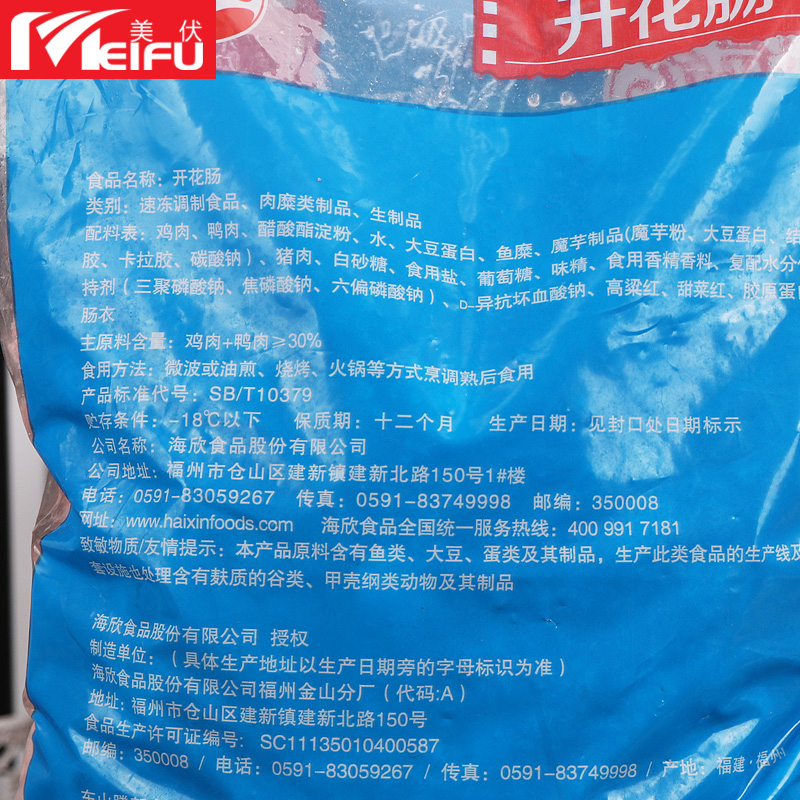 美伏
MEIFU
开花肠
食品名称：开花肠
类别：速冻调制食品、肉糜类制品、生制品
配料表：鸡肉、鸭肉、醋酸酯淀粉、水、大豆蛋白、鱼糜、魔芋制品(魔芋粉、大豆蛋白、结
胶、卡拉胶、碳酸钠)、猪肉、白砂糖、食用盐、葡萄糖、味精、食用香精香料、复配水分
持剂（三聚磷酸钠、焦磷酸钠、六偏磷酸钠）、D-异抗坏血酸钠、高粱红、甜菜红、胶原蛋白
肠衣
主原料含量：鸡肉+鸭肉≥30%
食用方法：微波或油煎、烧烤、火锅等方式烹调熟后食用
产品标准代号：SB/T10379
贮存条件：-18℃以下 保质期：十二个月 生产日期：见封口处日期标示
公司名称：海欣食品股份有限公司
公司地址：福州市仓山区建新镇建新北路150号1#楼
电话：0591-83059267 传真：0591-83749998 邮编：350008
网址：www.haixinfoods.com 海欣食品全国统一服务热线：400 991 7181
致敏物质/友情提示：本产品原料含有鱼类、大豆、蛋类及其制品，生产此类食品的生产线及
套设施也处理含有麸质的谷类、甲壳纲类动物及其制品
海欣食品股份有限公司 授权
制造单位：（具体生产地址以生产日期旁的字母标识为准）
海欣食品股份有限公司福州金山分厂（代码:A）
地址：福州市仓山区建新镇建新北路150号
食品生产许可证编号：SC11135010400587
邮编：350008 / 电话：0591-83059267 / 传真：0591-83749998 / 产地：福建·福州